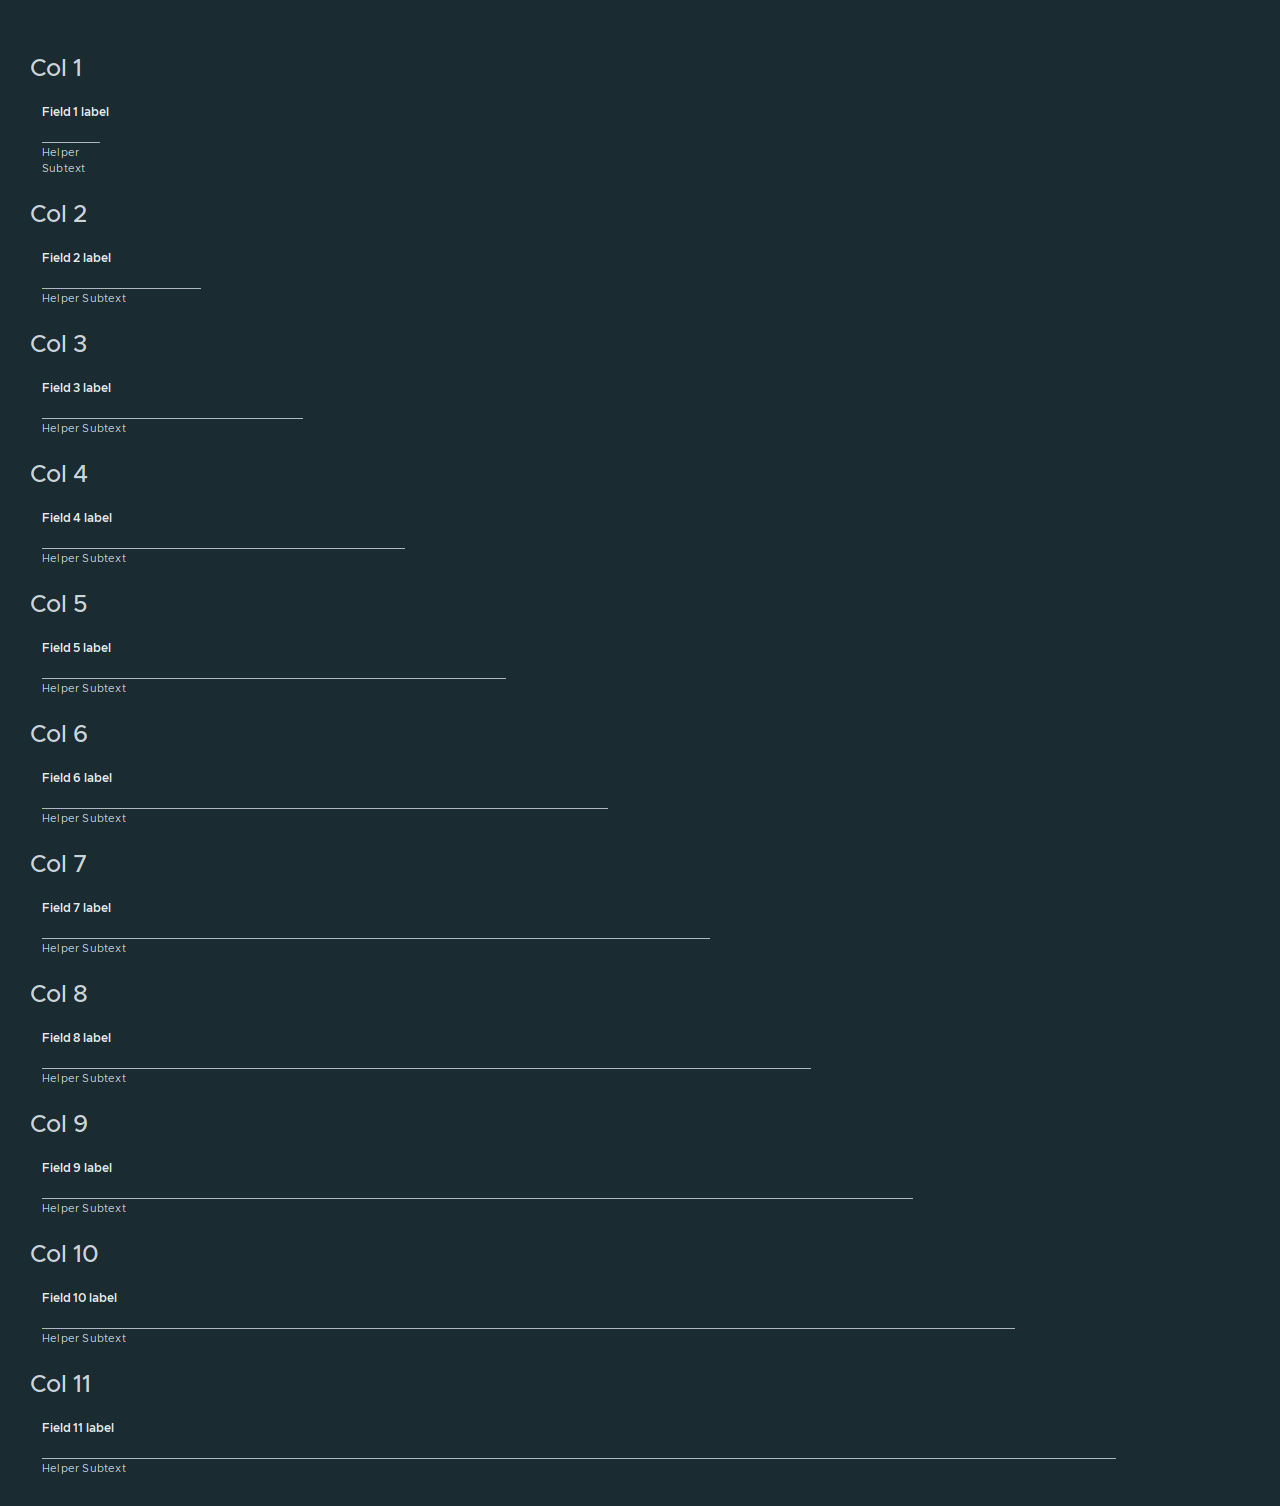 Col 1
Field 1 label
Helper
Subtext
Col 2
Field 2 label
Helper Subtext
Col 3
Field 3 label
Helper Subtext
Col 4
Field 4 label
Helper Subtext
Col 5
Field 5 label
Helper Subtext
Col 6
Field 6 label
Helper Subtext
Col 7
Field 7 label
Helper Subtext
Col 8
Field 8 label
Helper Subtext
Col 9
Field 9 label
Helper Subtext
Col 10
Field 10 label
Helper Subtext
Col 11
Field 11 label
Helper Subtext